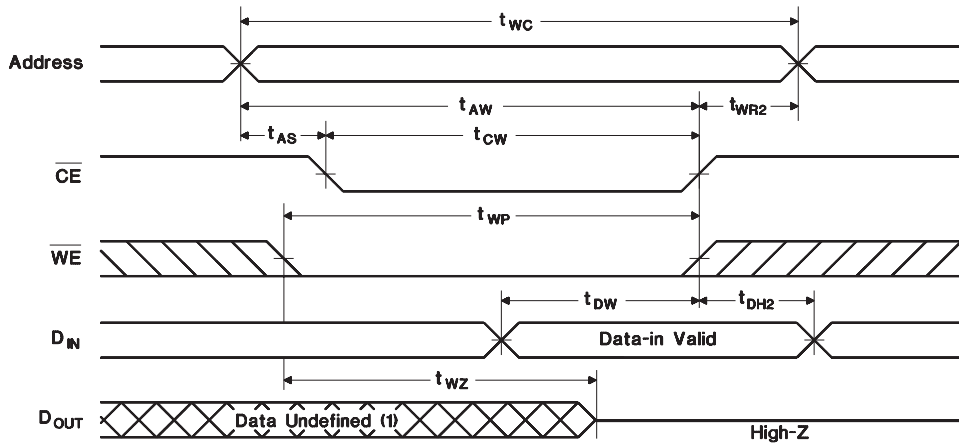 tWC
Address
tAW
tWR2
tAS
tCW
CE
tWP
WE
tDW
tDH2
DIN
Data-in Valid
tWZ
DOUT
Data Undefined (1)
High-Z